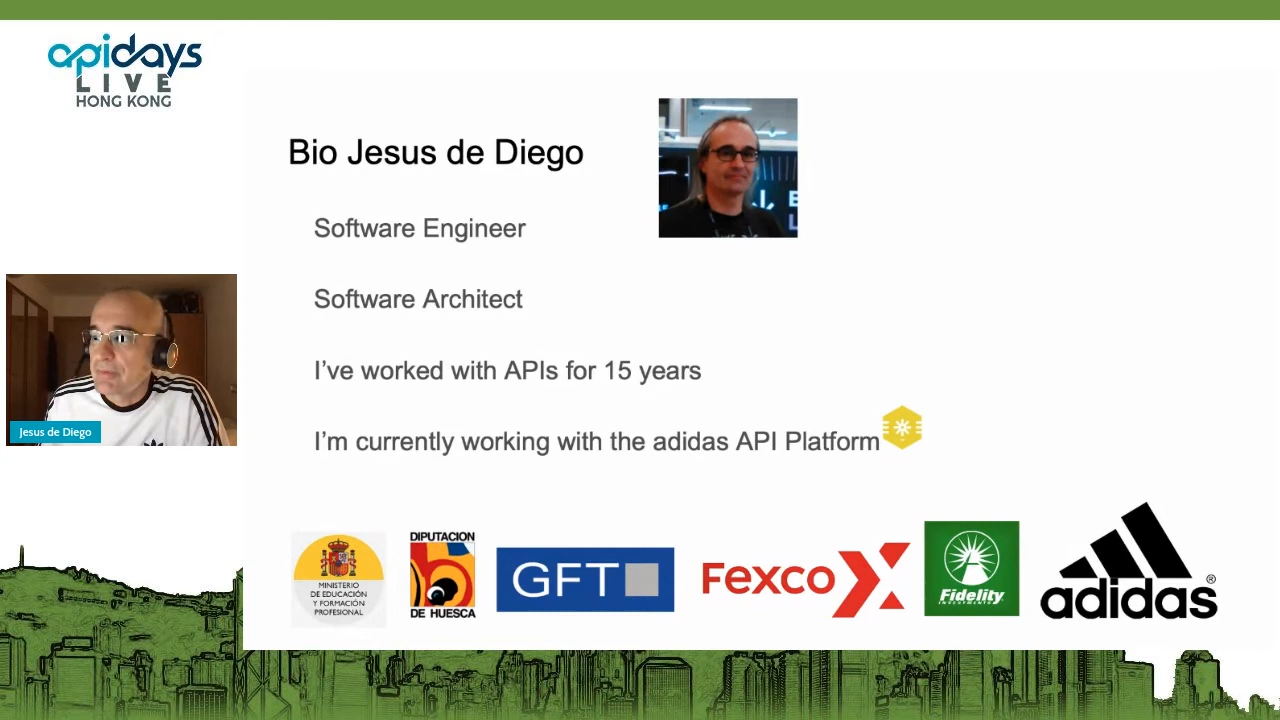 apidays
LIVE
HONG KONG
Bio Jesus de Diego
Software Engineer
Software Architect
I've worked with APIs for 15 years
I'm currently working with the adidas API Platform
Jesus de Diego
MINISTERIO
DE EDUCACIÓN
Y FORMACIÓN
PROFESIONAL
DIPUTACION
DE HUESCA
GFT
Fexco
Fidelity
INVESTMENTS
adidas®